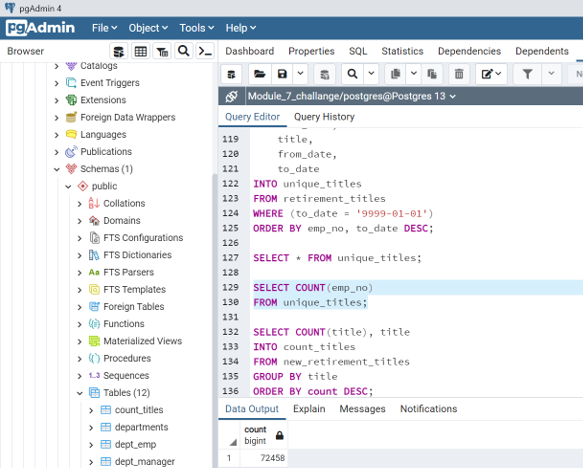 pgAdmin 4
pgAdmin File Object Tools Help
Browser
Dashboard Properties SQL Statistics Dependencies Dependents
Catalogs
Event Triggers
Extensions
Foreign Data Wrappers
Languages
Publications
Schemas (1)
public
Collations
Domains
FTS Configurations
FTS Dictionaries
FTS Parsers
FTS Templates
Foreign Tables
Functions
Materialized Views
Procedures
Sequences
Tables (12)
count_titles
departments
dept_emp
dept_manager
Module_7_challange/postgres@Postgres 13
Query Editor Query History
119 title,
120 from_date,
121 to_date
122 INTO unique_titles
123 FROM retirement_titles
124 WHERE (to_date = '9999-01-01')
125 ORDER BY emp_no, to_date DESC;
126
127 SELECT * FROM unique_titles;
128
129 SELECT COUNT(emp_no)
130 FROM unique_titles;
131
132 SELECT COUNT(title), title
133 INTO count_titles
134 FROM new_retirement_titles
135 GROUP BY title
136 ORDER BY count DESC;
Data Output Explain Messages Notifications
count
bigint
1 72458